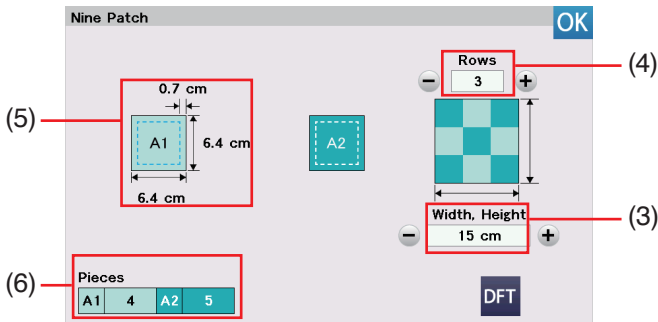 Nine Patch
OK
(4)
Rows
3
(5)
0.7 cm
A1
6.4 cm
6.4 cm
A2
(3)
Width, Height
15 cm
(6)
Pieces
A1 4 A2 5
DFT